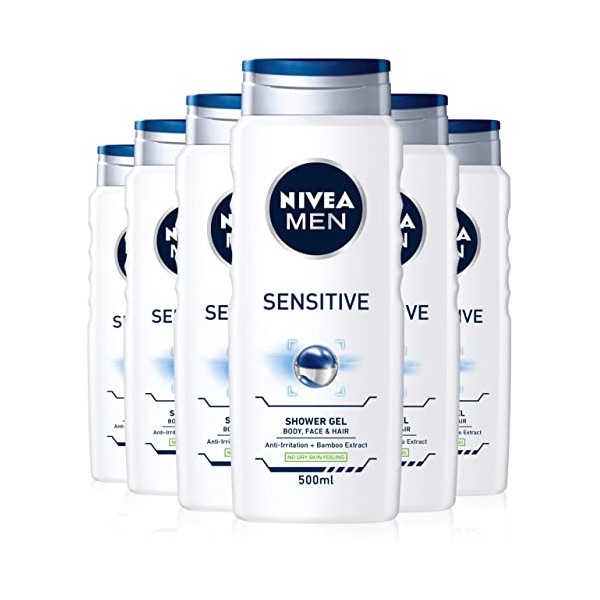 NIVEA
MEN
SENSITIVE
SHOWER GEL
BODY, FACE & HAIR
Anti-Irritation + Bamboo Extract
NO DRY SKIN FEELING
500ml